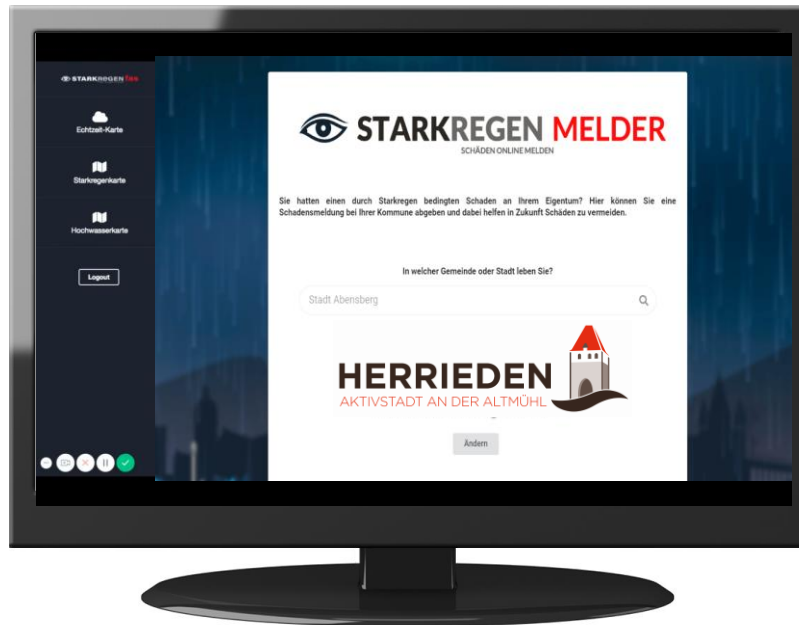 STARKREGEN fas
Echtzeit-Karte
Starkregenkarte
Hochwasserkarte
Logout
STARKREGEN MELDER
SCHÄDEN ONLINE MELDEN
Sie hatten einen durch Starkregen bedingten Schaden an Ihrem Eigentum? Hier können Sie eine
Schadensmeldung bei Ihrer Kommune abgeben und dabei helfen in Zukunft Schäden zu vermeiden.
In welcher Gemeinde oder Stadt leben Sie?
Stadt Abensberg
HERRIEDEN
AKTIVSTADT AN DER ALTMÜHL
Ändern